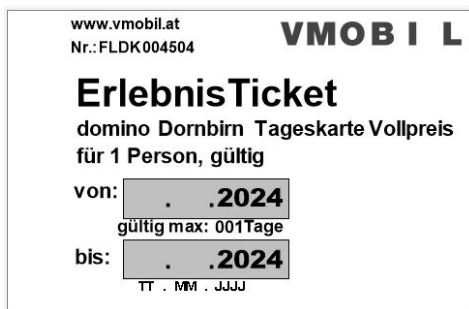 www.vmobil.at
VMOBIL
Nr.:FLDK004504
ErlebnisTicket
domino Dornbirn Tageskarte Vollpreis
für 1 Person, gültig
von: . .2024
gültig max: 001Tage
bis: . .2024
TT . MM . JJJJ